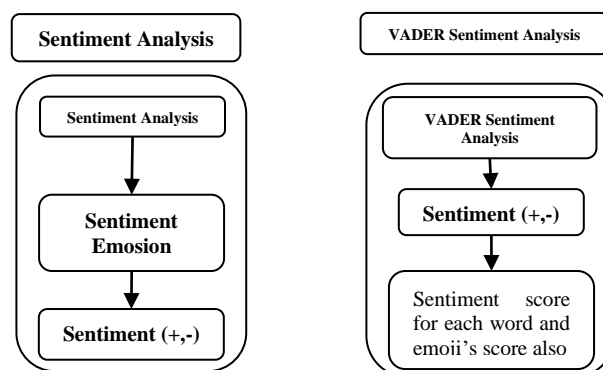 Sentiment Analysis
Sentiment Analysis
Sentiment
Emosion
Sentiment (+,-)
VADER Sentiment Analysis
VADER Sentiment
Analysis
Sentiment (+,-)
Sentiment score
for each word and
emoii’s score also